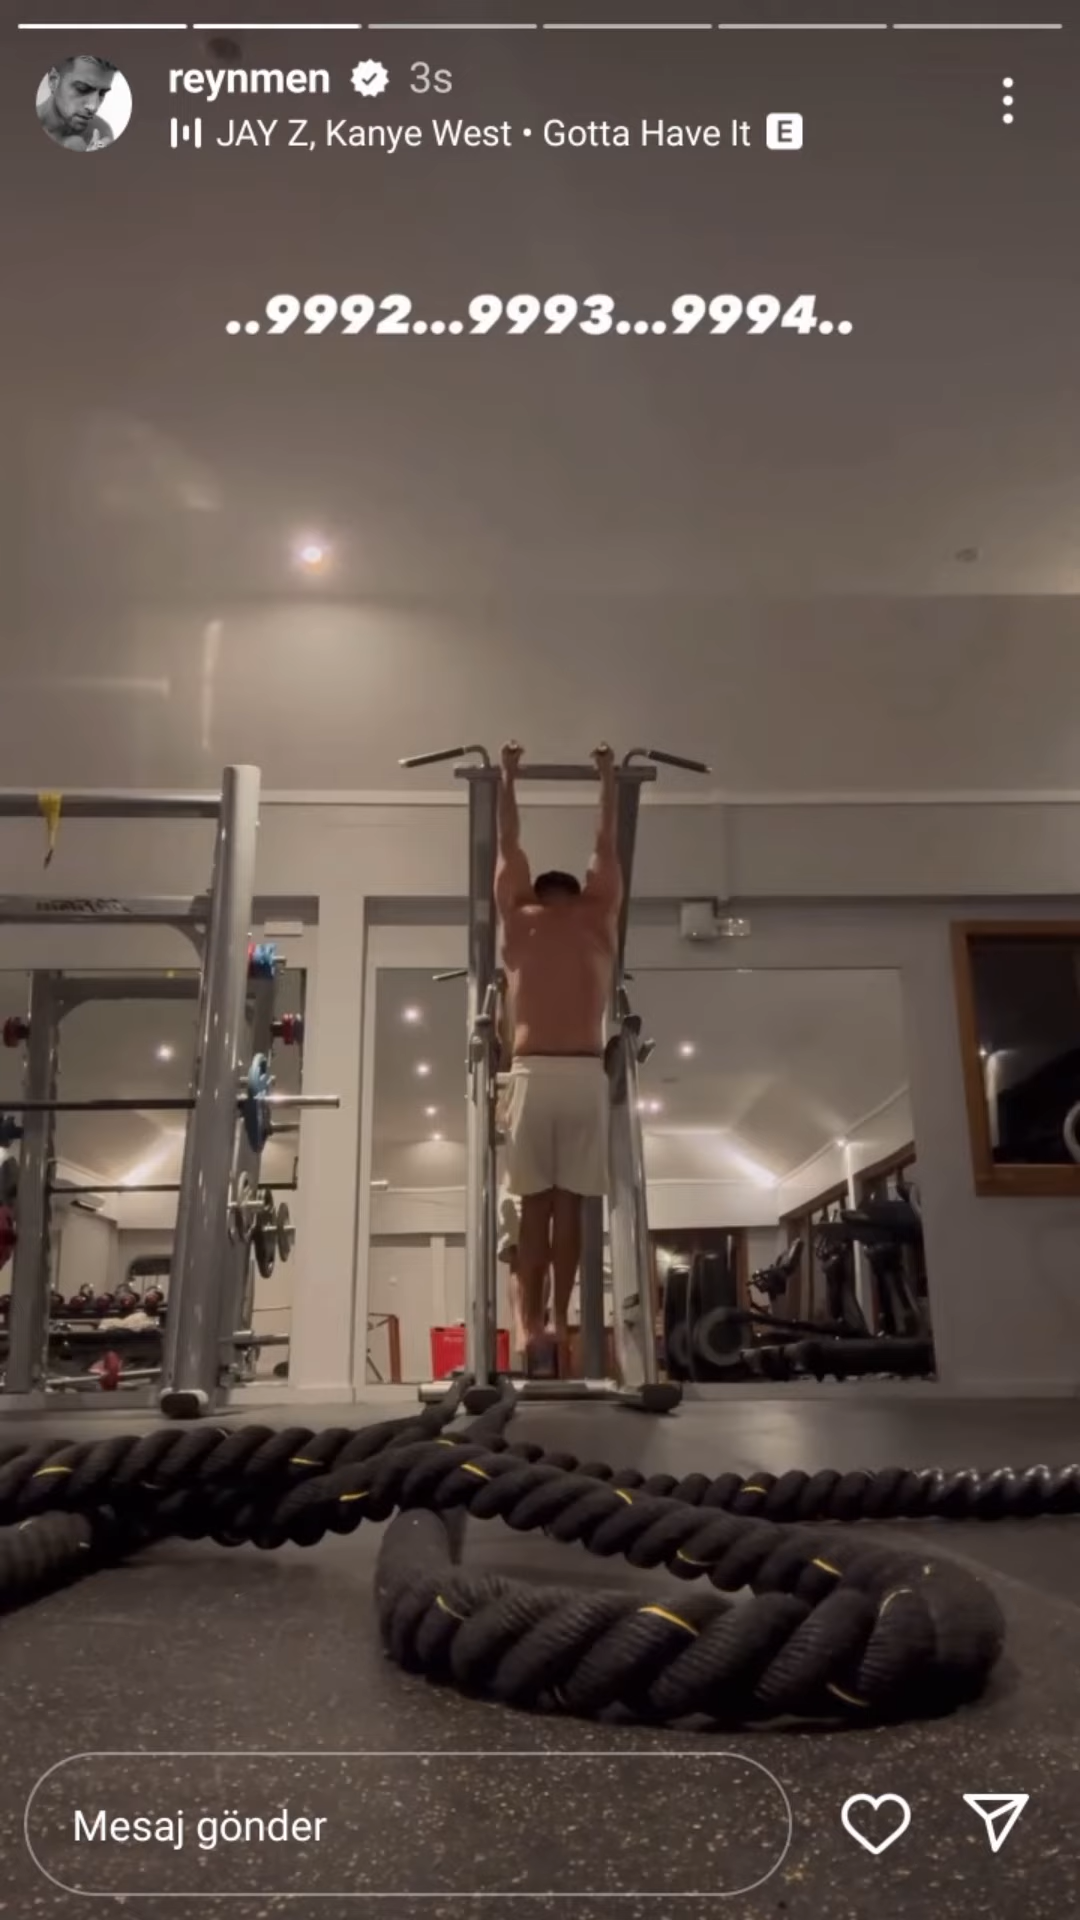 reynmen 3s
JAY Z, Kanye West • Gotta Have It E
..9992...9993...9994..
Mesaj gönder